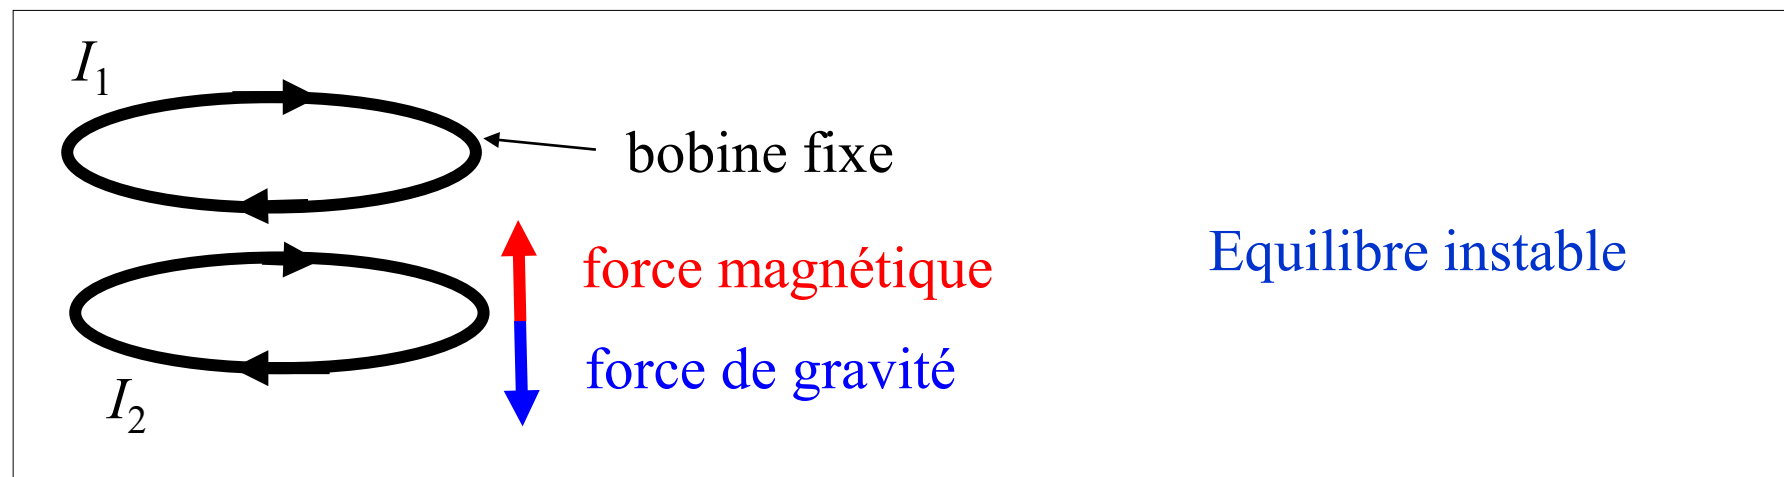 I₁
bobine fixe
force magnétique
Equilibre instable
force de gravité
I₂